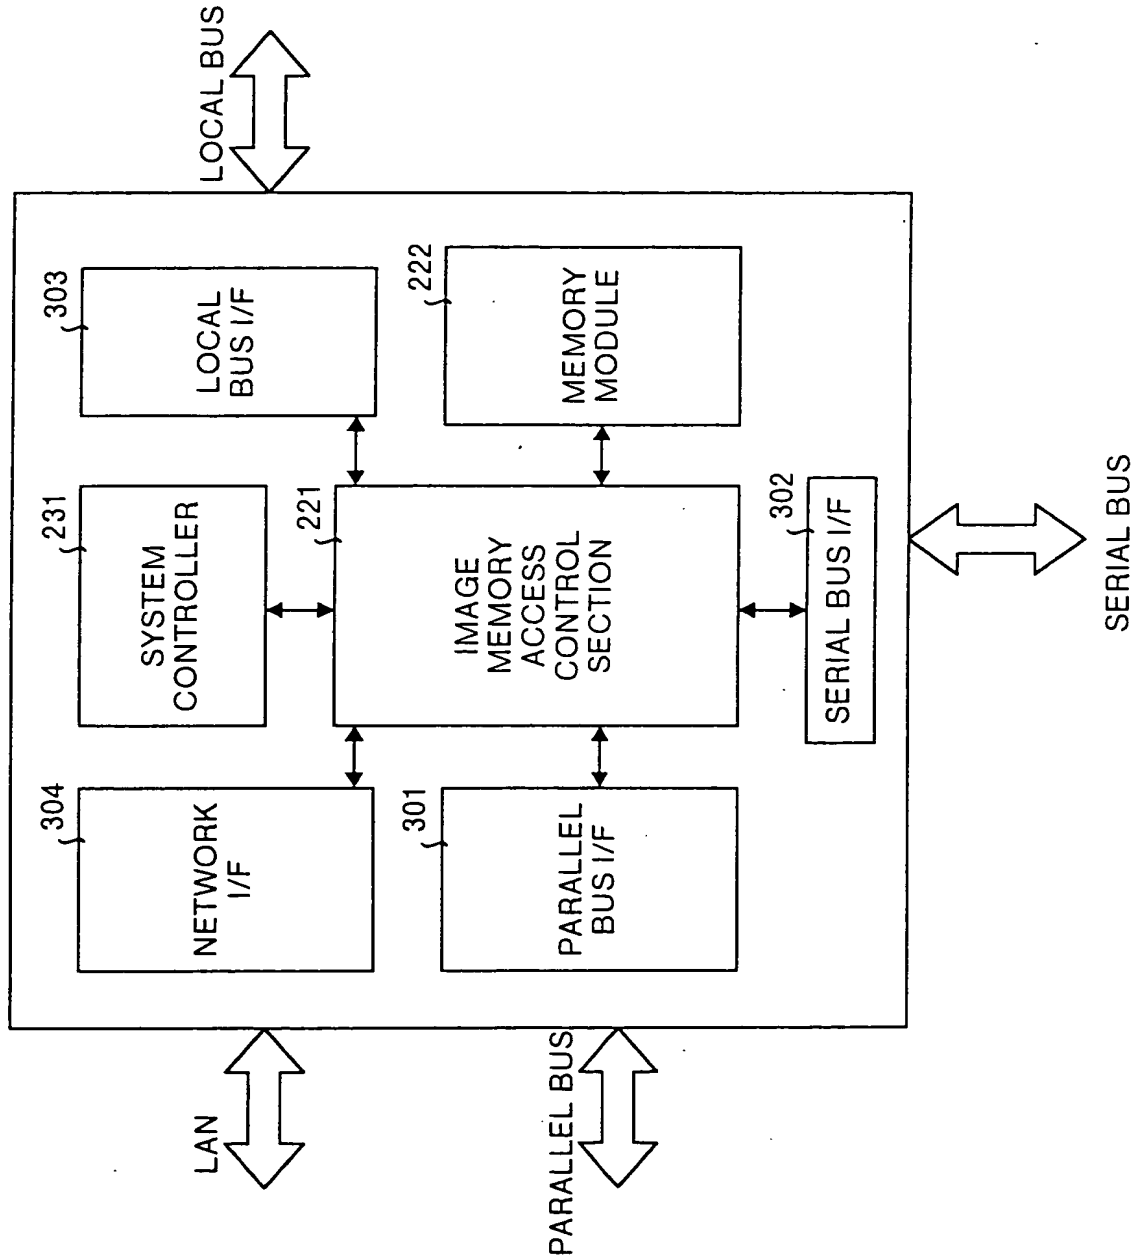 LAN
304
NETWORK
I/F
231
SYSTEM
CONTROLLER
303
LOCAL
BUS I/F
LOCAL BUS
221
IMAGE
MEMORY
ACCESS
CONTROL
SECTION
PARALLEL BUS
301
PARALLEL
BUS I/F
222
MEMORY
MODULE
302
SERIAL BUS I/F
SERIAL BUS